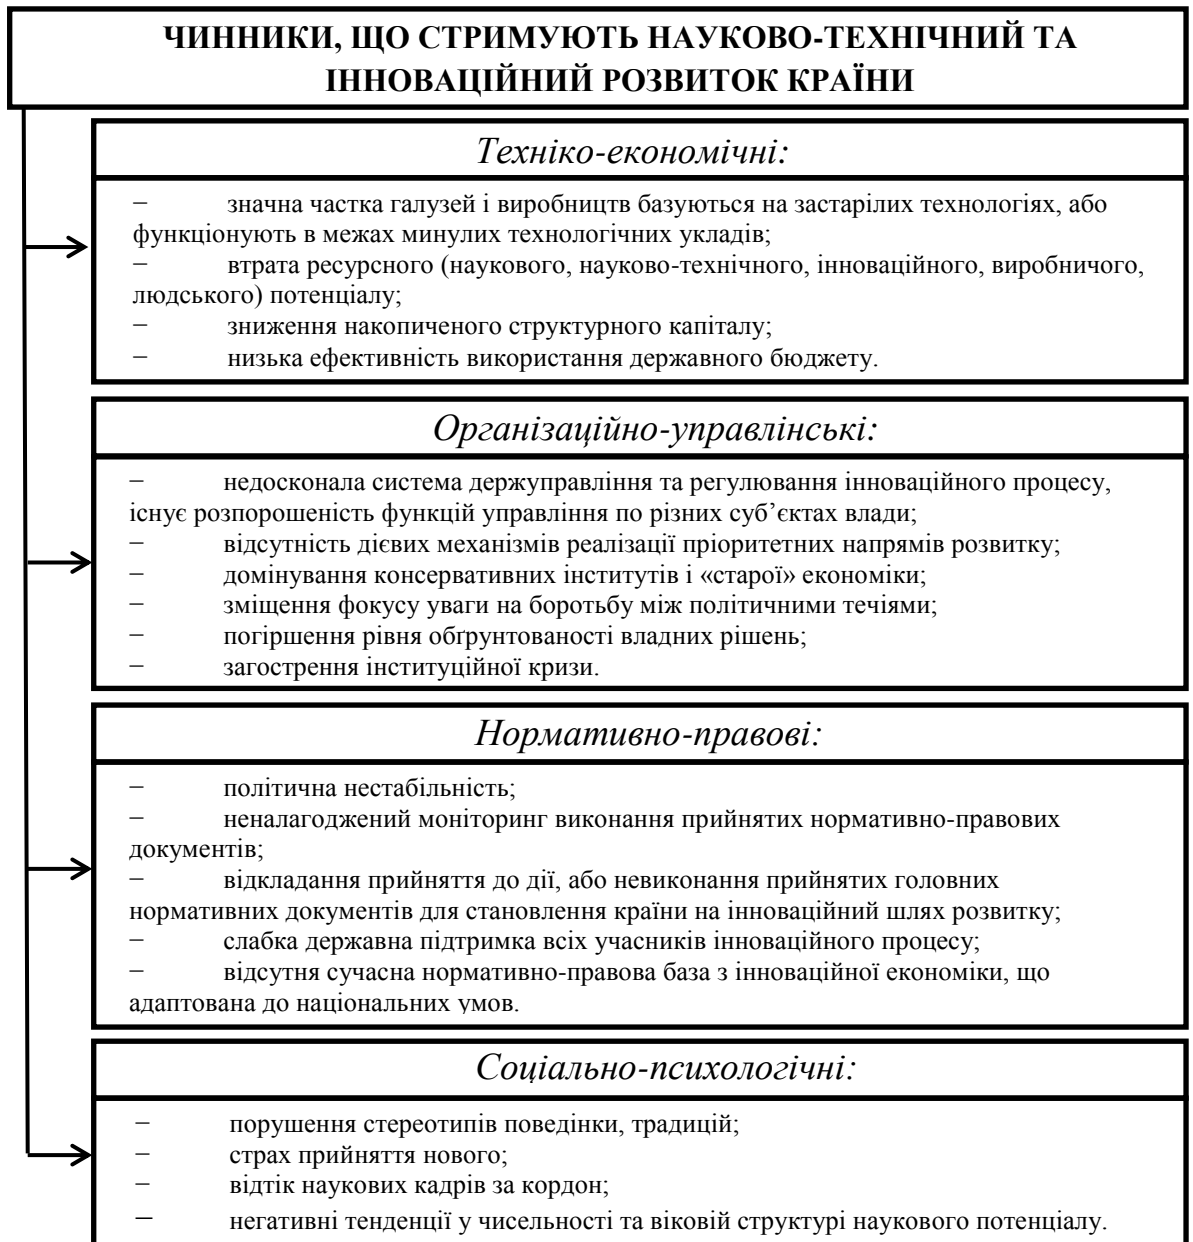 ЧИННИКИ, ЩО СТРИМУЮТЬ НАУКОВО-ТЕХНІЧНИЙ ТА
ІННОВАЦІЙНИЙ РОЗВИТОК КРАЇНИ
Техніко-економічні:
− значна частка галузей і виробництв базуються на застарілих технологіях, або
функціонують в межах минулих технологічних укладів;
− втрата ресурсного (наукового, науково-технічного, інноваційного, виробничого,
людського) потенціалу;
− зниження накопиченого структурного капіталу;
− низька ефективність використання державного бюджету.
Організаційно-управлінські:
− недосконала система держуправління та регулювання інноваційного процесу,
існує розпорошеність функцій управління по різних суб’єктах влади;
− відсутність дієвих механізмів реалізації пріоритетних напрямів розвитку;
− домінування консервативних інститутів і «старої» економіки;
− зміщення фокусу уваги на боротьбу між політичними течіями;
− погіршення рівня обґрунтованості владних рішень;
− загострення інституційної кризи.
Нормативно-правові:
− політична нестабільність;
− неналагоджений моніторинг виконання прийнятих нормативно-правових
документів;
− відкладання прийняття до дії, або невиконання прийнятих головних
нормативних документів для становлення країни на інноваційний шлях розвитку;
− слабка державна підтримка всіх учасників інноваційного процесу;
− відсутня сучасна нормативно-правова база з інноваційної економіки, що
адаптована до національних умов.
Соціально-психологічні:
− порушення стереотипів поведінки, традицій;
− страх прийняття нового;
− відтік наукових кадрів за кордон;
− негативні тенденції у чисельності та віковій структурі наукового потенціалу.